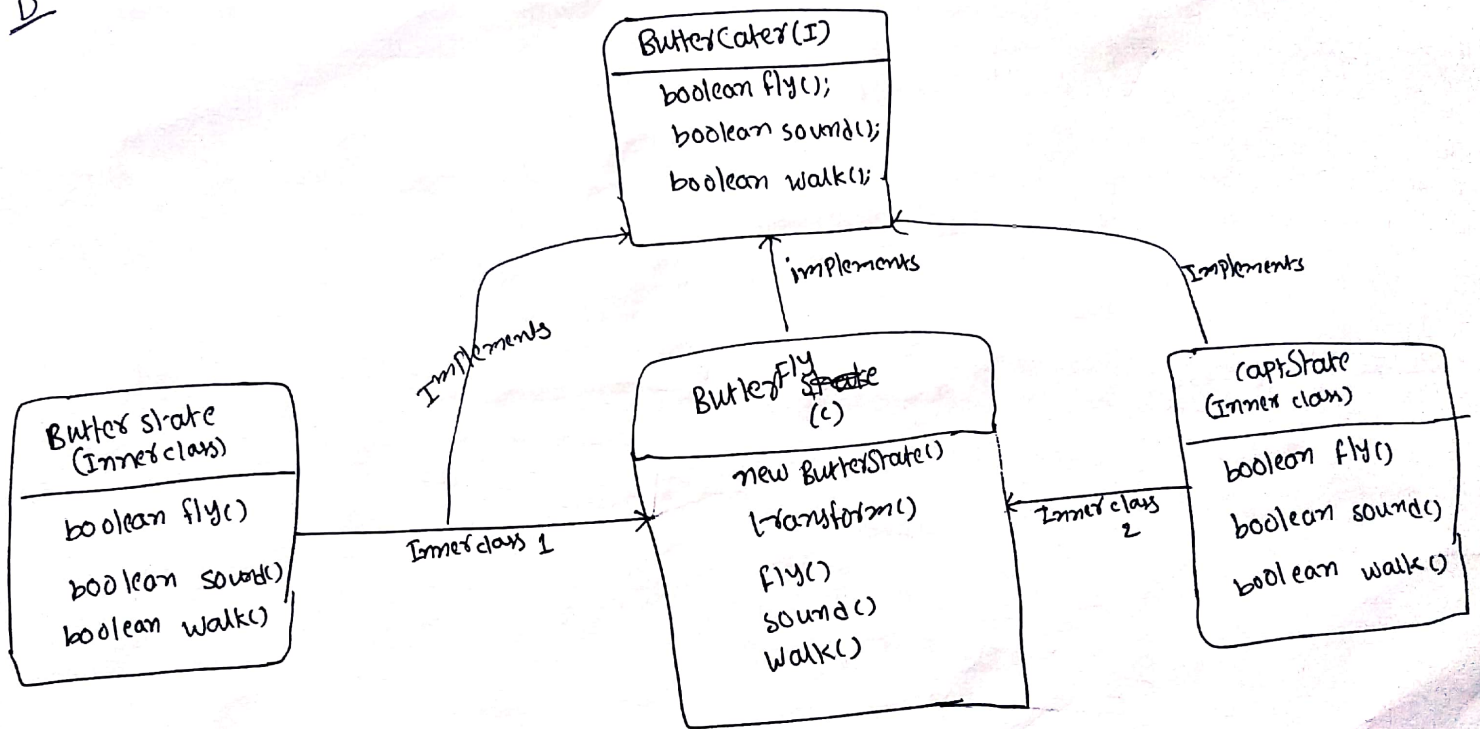 D
ButterCater(I)
boolean fly();
boolean sound();
boolean walk();
Implements
implements
Implements
Butter state
(Inner class)
boolean fly()
boolean sound()
boolean walk()
Inner class 1
ButterFly
(C)
new ButterState()
transform()
fly()
sound()
walk()
Inner class
2
CaptState
(Inner class)
boolean fly()
boolean sound()
boolean walk()